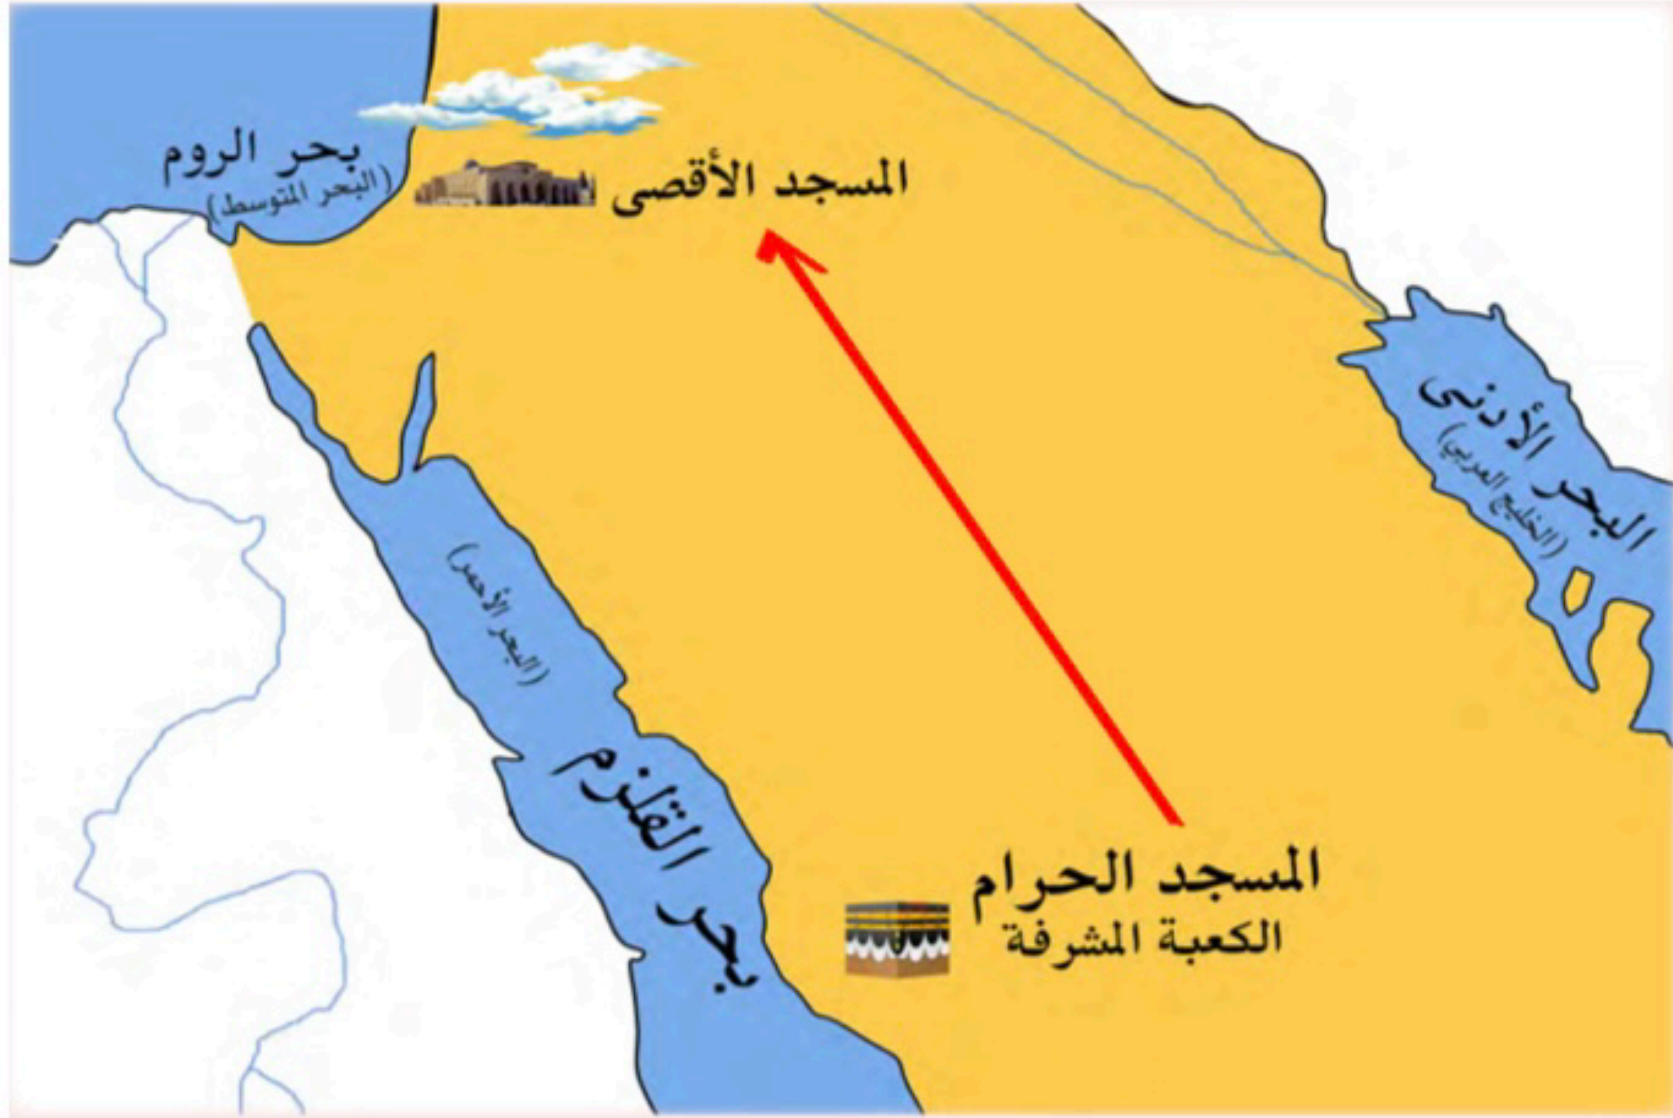 بحر الروم
(البحر المتوسط)
المسجد الأقصى
البحر الأدنى
(الخليج العربي)
(البحر الأحمر)
بحر القلزم
المسجد الحرام
الكعبة المشرفة